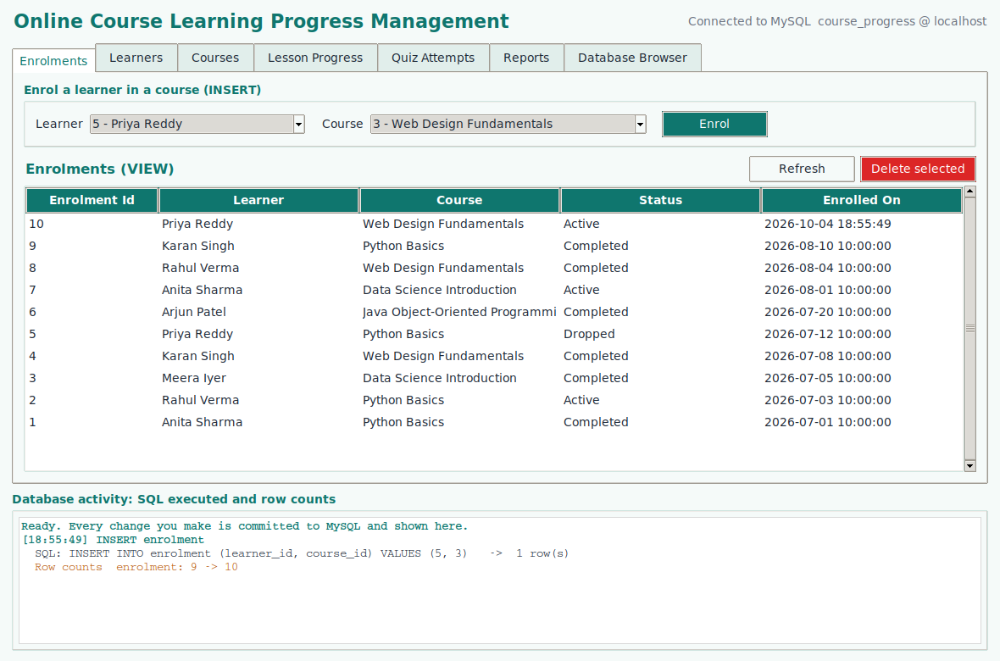 Online Course Learning Progress Management
Connected to MySQL course_progress @ localhost
Enrolments Learners Courses Lesson Progress Quiz Attempts Reports Database Browser
Enrol a learner in a course (INSERT)
Learner 5 - Priya Reddy Course 3 - Web Design Fundamentals Enrol
Enrolments (VIEW) Refresh Delete selected
Enrolment Id Learner Course Status Enrolled On
10 Priya Reddy Web Design Fundamentals Active 2026-10-04 18:55:49
9 Karan Singh Python Basics Completed 2026-08-10 10:00:00
8 Rahul Verma Web Design Fundamentals Completed 2026-08-04 10:00:00
7 Anita Sharma Data Science Introduction Active 2026-08-01 10:00:00
6 Arjun Patel Java Object-Oriented Programmi Completed 2026-07-20 10:00:00
5 Priya Reddy Python Basics Dropped 2026-07-12 10:00:00
4 Karan Singh Web Design Fundamentals Completed 2026-07-08 10:00:00
3 Meera Iyer Data Science Introduction Completed 2026-07-05 10:00:00
2 Rahul Verma Python Basics Active 2026-07-03 10:00:00
1 Anita Sharma Python Basics Completed 2026-07-01 10:00:00
Database activity: SQL executed and row counts
Ready. Every change you make is committed to MySQL and shown here.
[18:55:49] INSERT enrolment
SQL: INSERT INTO enrolment (learner_id, course_id) VALUES (5, 3) -> 1 row(s)
Row counts enrolment: 9 -> 10